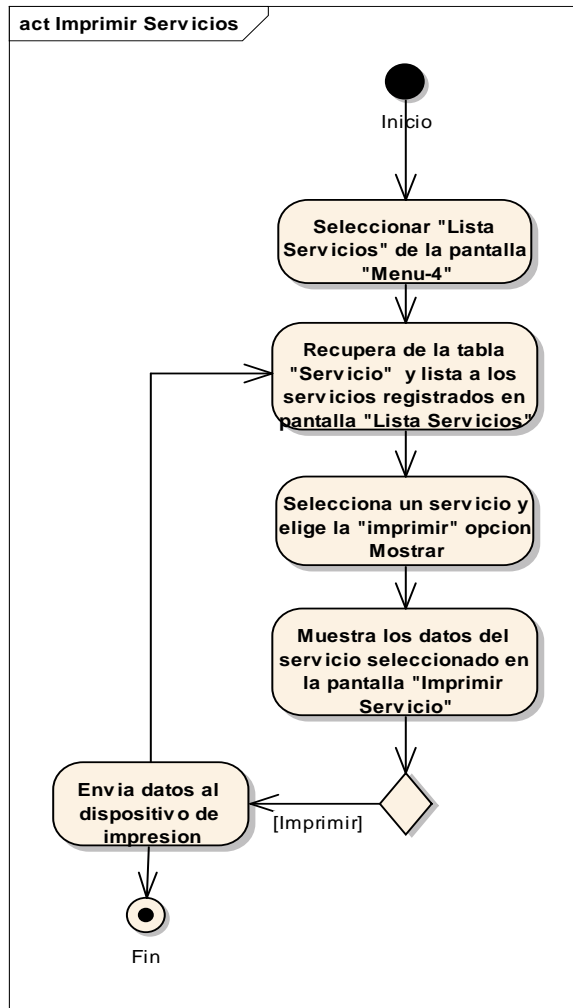 act Imprimir Servicios
Inicio
Seleccionar "Lista
Servicios" de la pantalla
"Menu-4"
Recupera de la tabla
"Servicio" y lista a los
servicios registrados en
pantalla "Lista Servicios"
Selecciona un servicio y
elige la "imprimir" opcion
Mostrar
Muestra los datos del
servicio seleccionado en
la pantalla "Imprimir
Servicio"
Envia datos al
dispositivo de
impresion
[Imprimir]
Fin